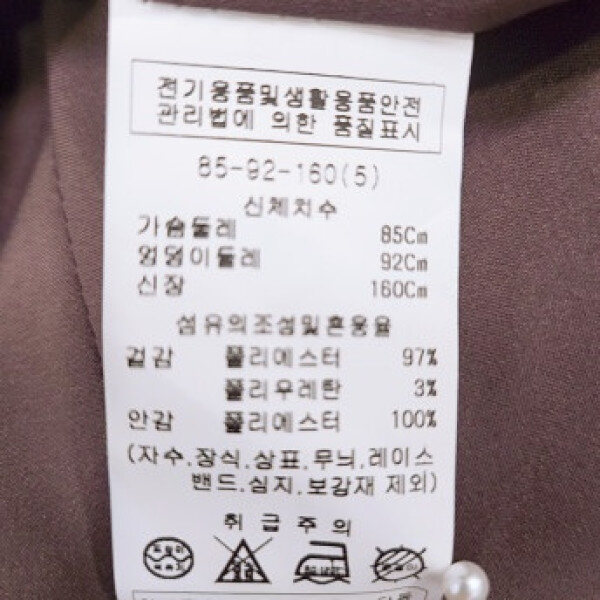 전기용품및생활용품안전
관리법에 의한 품질표시
85-92-160(5)
신체치수
가슴둘레 85Cm
엉덩이둘레 92Cm
신장 160Cm
섬유의조성및혼용율
겉감 폴리에스터 97%
폴리우레탄 3%
안감 폴리에스터 100%
(자수.장식.상표.무늬.레이스
밴드.심지.보강재 제외)
취급주의